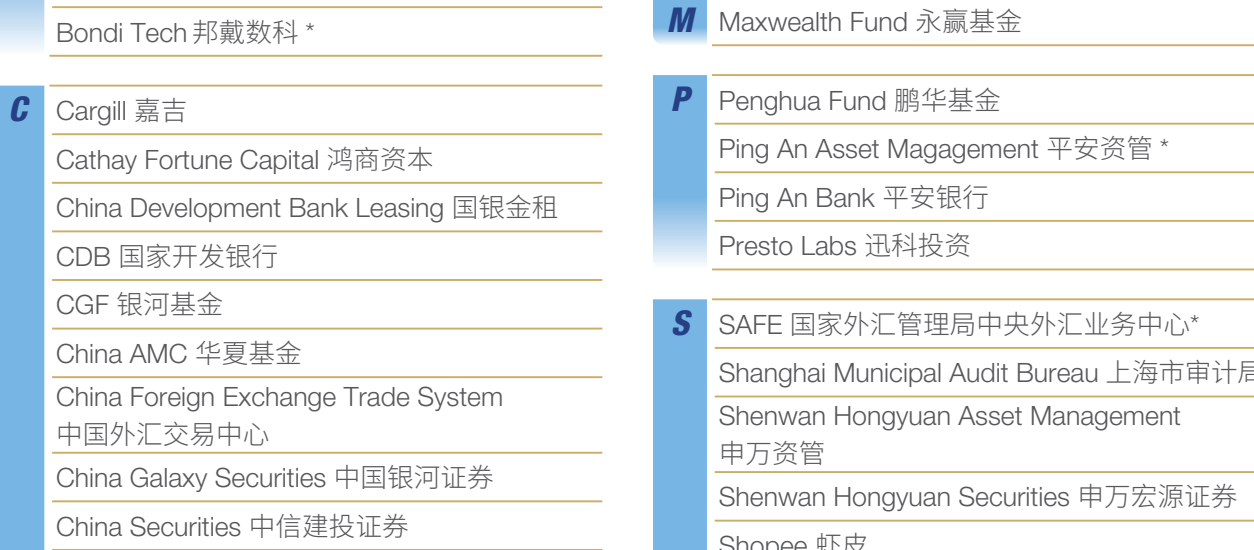 Bondi Tech 邦戴数科 *
C
Cargill 嘉吉
Cathay Fortune Capital 鸿商资本
China Development Bank Leasing 国银金租
CDB 国家开发银行
CGF 银河基金
China AMC 华夏基金
China Foreign Exchange Trade System
中国外汇交易中心
China Galaxy Securities 中国银河证券
China Securities 中信建投证券
M
Maxwealth Fund 永赢基金
P
Penghua Fund 鹏华基金
Ping An Asset Magagement 平安资管 *
Ping An Bank 平安银行
Presto Labs 迅科投资
S
SAFE 国家外汇管理局中央外汇业务中心*
Shanghai Municipal Audit Bureau 上海市审计局
Shenwan Hongyuan Asset Management
申万资管
Shenwan Hongyuan Securities 申万宏源证券
Shopee 虾皮